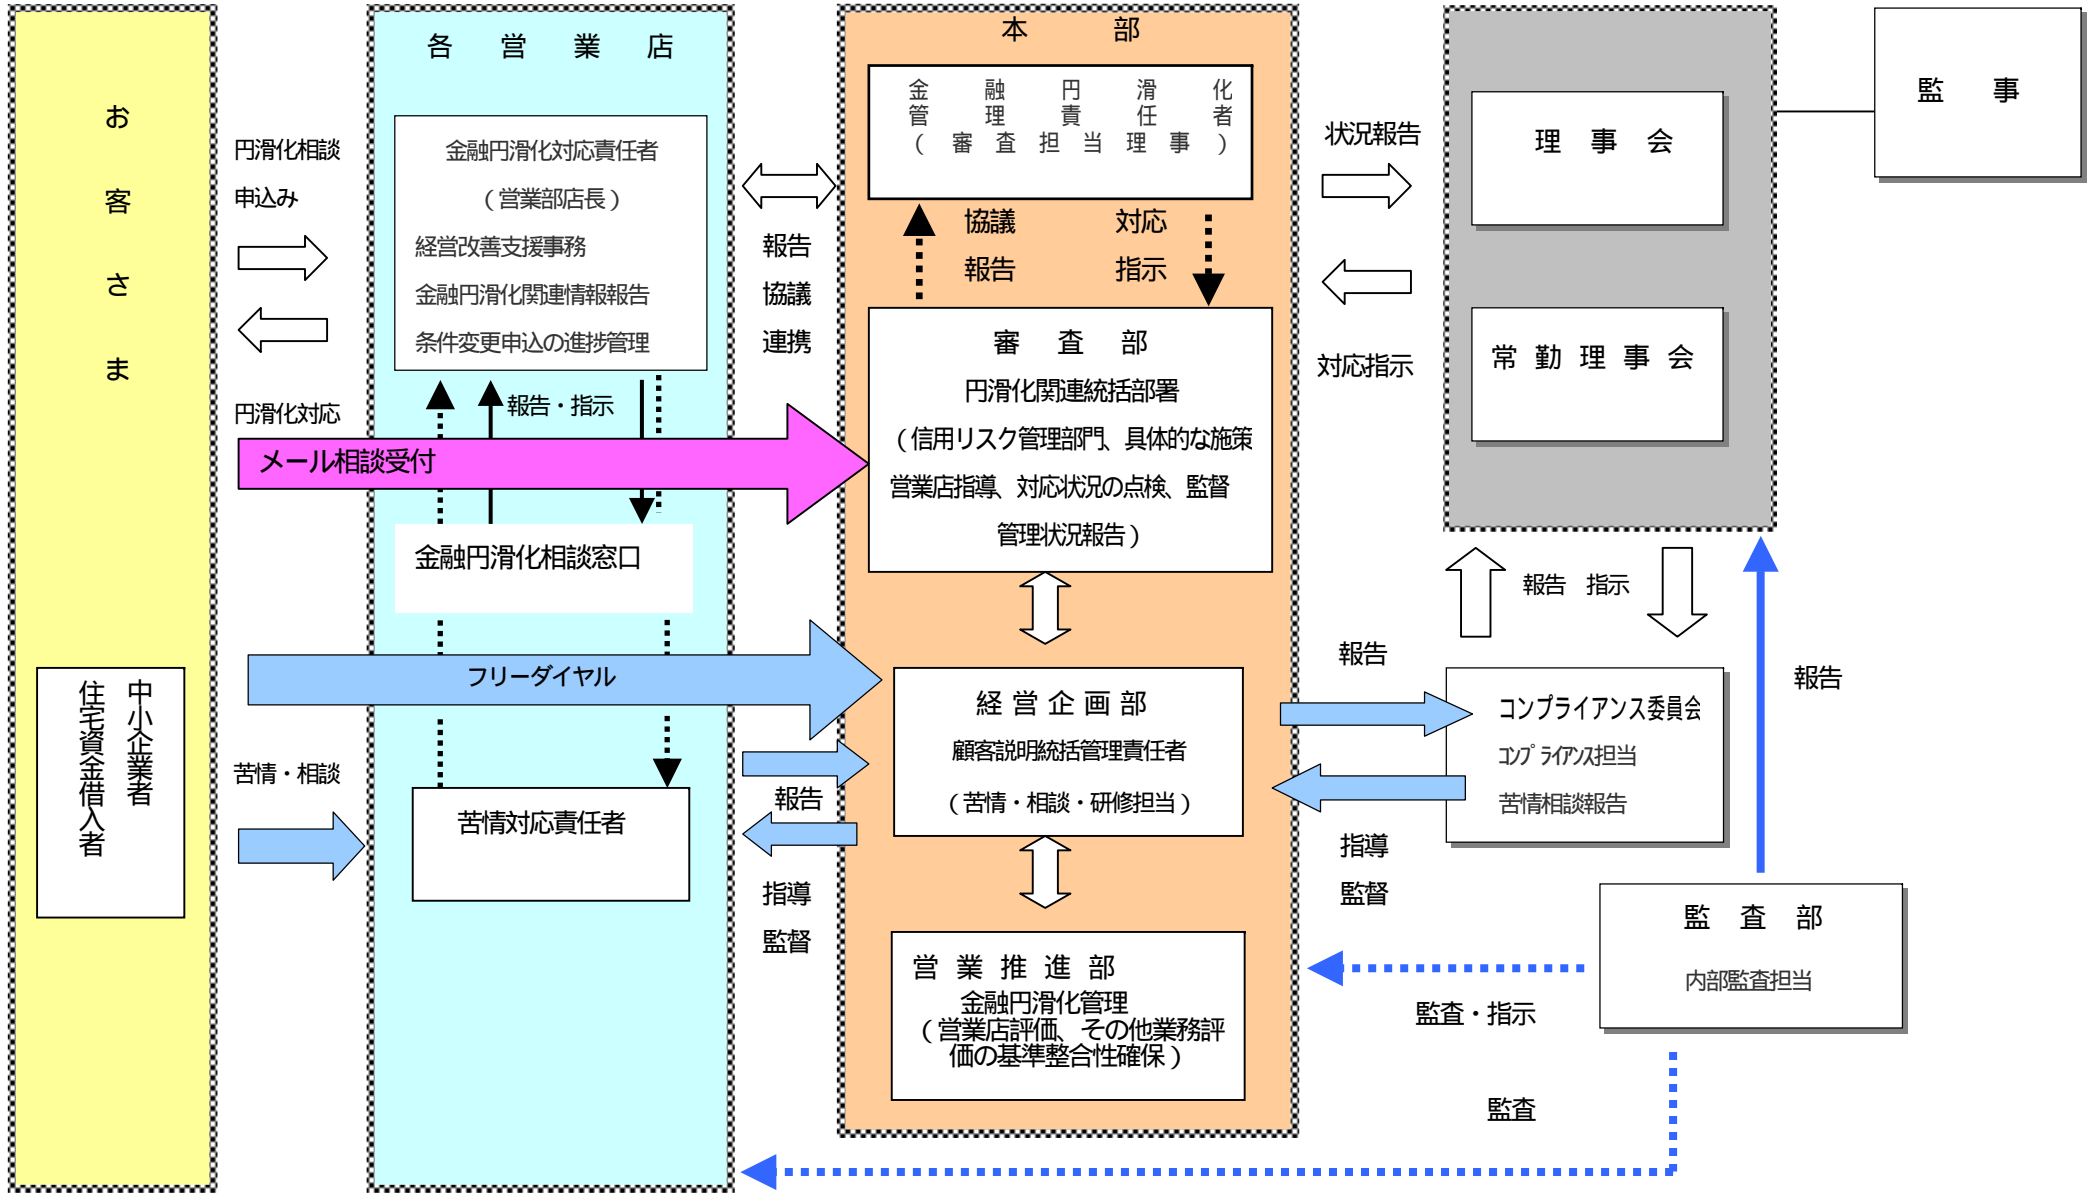 お客さま
中小企業者
住宅資金借入者
円滑化相談
申込み
円滑化対応
メール相談受付
フリーダイヤル
苦情・相談
各営業店
金融円滑化対応責任者
（営業部店長）
経営改善支援事務
金融円滑化関連情報報告
条件変更申込の進捗管理
報告・指示
金融円滑化相談窓口
苦情対応責任者
報告
協議
連携
報告
指導
監督
本部
金融円滑化
管理責任者
（審査担当理事）
協議
報告
対応
指示
審査部
円滑化関連統括部署
（信用リスク管理部門、具体的な施策
営業店指導、対応状況の点検、監督
管理状況報告）
経営企画部
顧客説明統括管理責任者
（苦情・相談・研修担当）
営業推進部
金融円滑化管理
（営業店評価、その他業務評
価の基準整合性確保）
状況報告
対応指示
理事会
常勤理事会
監事
報告　指示
報告
指導
監督
コンプライアンス委員会
コンプライアンス担当
苦情相談報告
報告
監査部
内部監査担当
監査・指示
監査